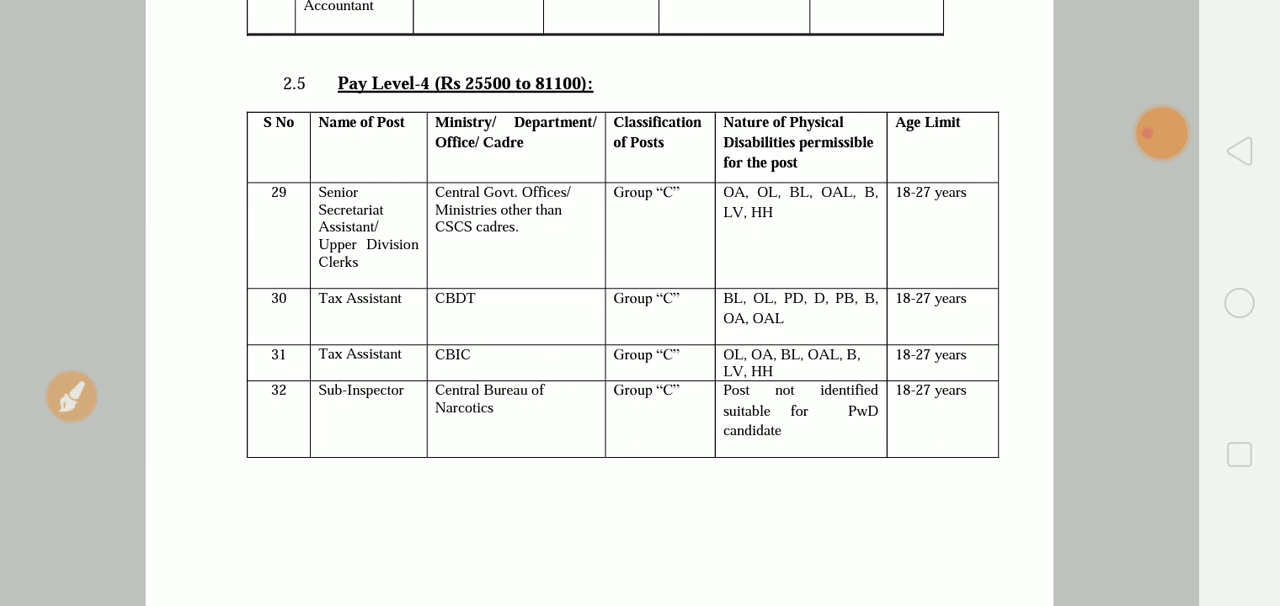 Accountant
2.5 Pay Level-4 (Rs 25500 to 81100):
S No Name of Post Ministry/ Department/ Classification Nature of Physical Age Limit
Office/ Cadre of Posts Disabilities permissible
for the post
29 Senior Central Govt. Offices/ Group “C” OA, OL, BL, OAL, B, 18-27 years
Secretariat Ministries other than LV, HH
Assistant/ CSCS cadres.
Upper Division
Clerks
30 Tax Assistant CBDT Group “C” BL, OL, PD, D, PB, B, 18-27 years
OA, OAL
31 Tax Assistant CBIC Group “C” OL, OA, BL, OAL, B, 18-27 years
LV, HH
32 Sub-Inspector Central Bureau of Group “C” Post not identified 18-27 years
Narcotics suitable for PwD
candidate